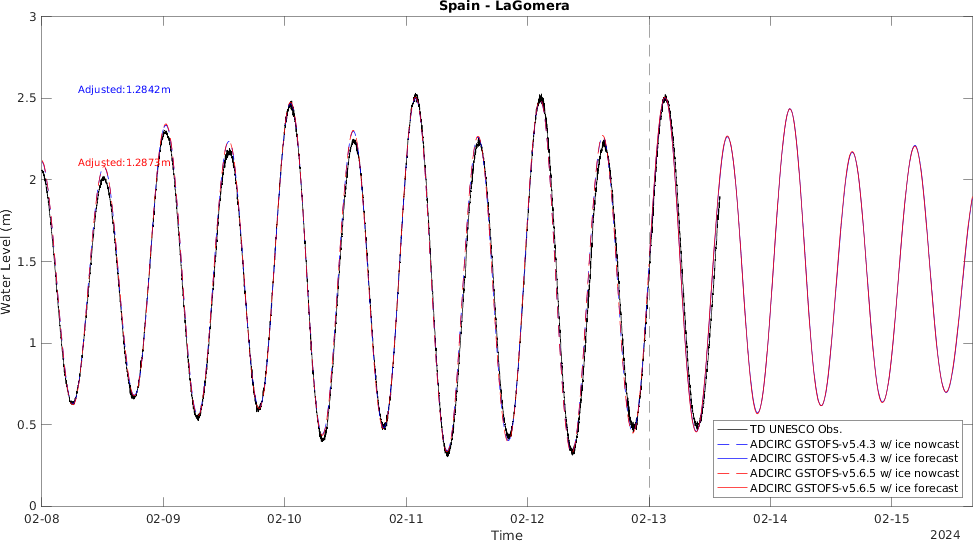 Spain - LaGomera
3
2.5
2
1.5
1
0.5
0
Water Level (m)
Adjusted:1.2842m
Adjusted:1.2873m
TD UNESCO Obs.
ADCIRC GSTOFS-v5.4.3 w/ ice nowcast
ADCIRC GSTOFS-v5.4.3 w/ ice forecast
ADCIRC GSTOFS-v5.6.5 w/ ice nowcast
ADCIRC GSTOFS-v5.6.5 w/ ice forecast
02-08 02-09 02-10 02-11 02-12 02-13 02-14 02-15
Time
2024